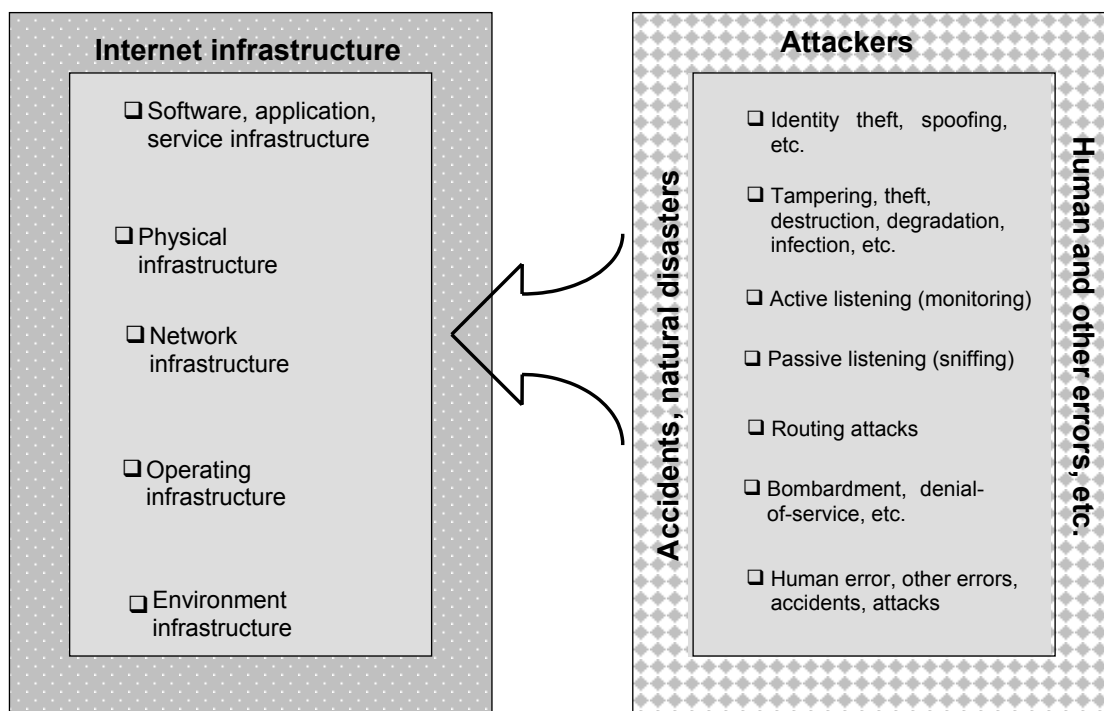 Internet infrastructure
Software, application,
service infrastructure
Physical
infrastructure
Network
infrastructure
Operating
infrastructure
Environment
infrastructure
Attackers
Accidents, natural disasters
Identity theft, spoofing,
etc.
Tampering, theft,
destruction, degradation,
infection, etc.
Active listening (monitoring)
Passive listening (sniffing)
Routing attacks
Bombardment, denial-
of-service, etc.
Human error, other errors,
accidents, attacks
Human and other errors, etc.